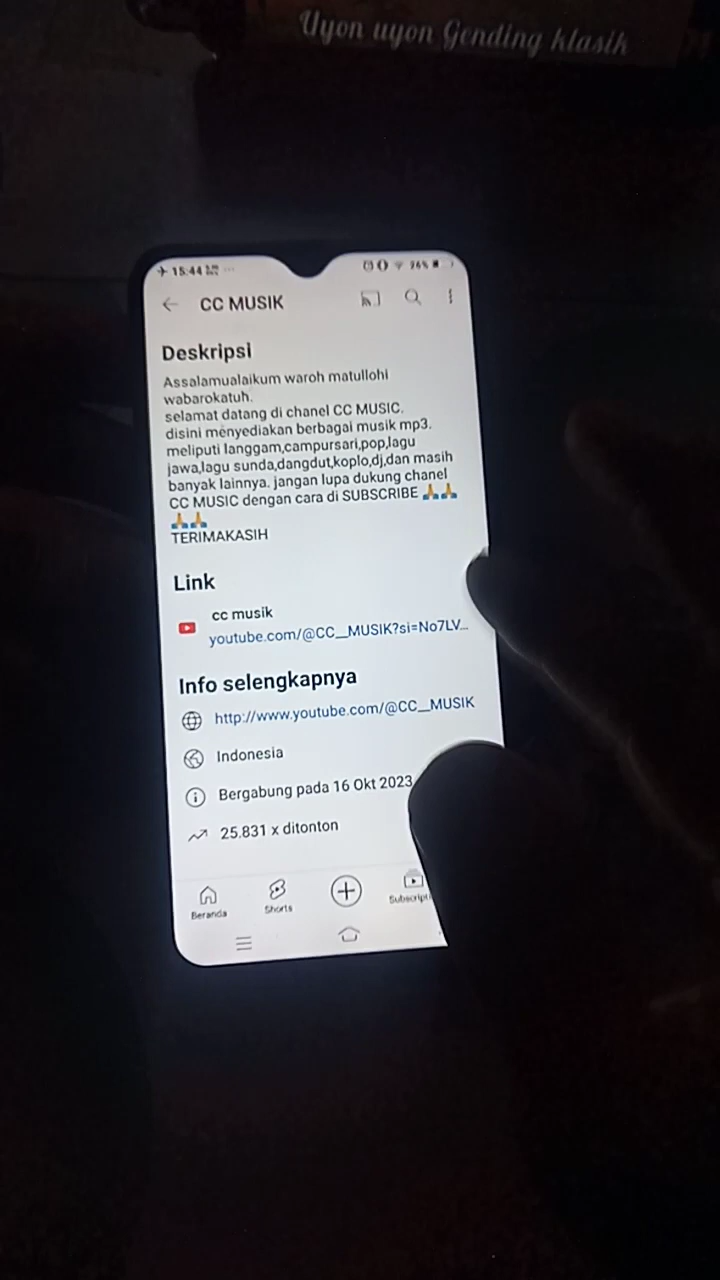 Uyon uyon Gending klasik
15:44
26%
CC MUSIK
Deskripsi
Assalamualaikum waroh matullohi
wabarokatuh.
selamat datang di chanel CC MUSIC.
disini menyediakan berbagai musik mp3.
meliputi langgam,campursari,pop,lagu
jawa,lagu sunda,dangdut,koplo,dj,dan masih
banyak lainnya. jangan lupa dukung chanel
CC MUSIC dengan cara di SUBSCRIBE 🙏🙏
🙏🙏
TERIMAKASIH
Link
cc musik
youtube.com/@CC__MUSIK?si=No7LV...
Info selengkapnya
http://www.youtube.com/@CC__MUSIK
Indonesia
Bergabung pada 16 Okt 2023
25.831 x ditonton
Beranda
Shorts
Subscripti